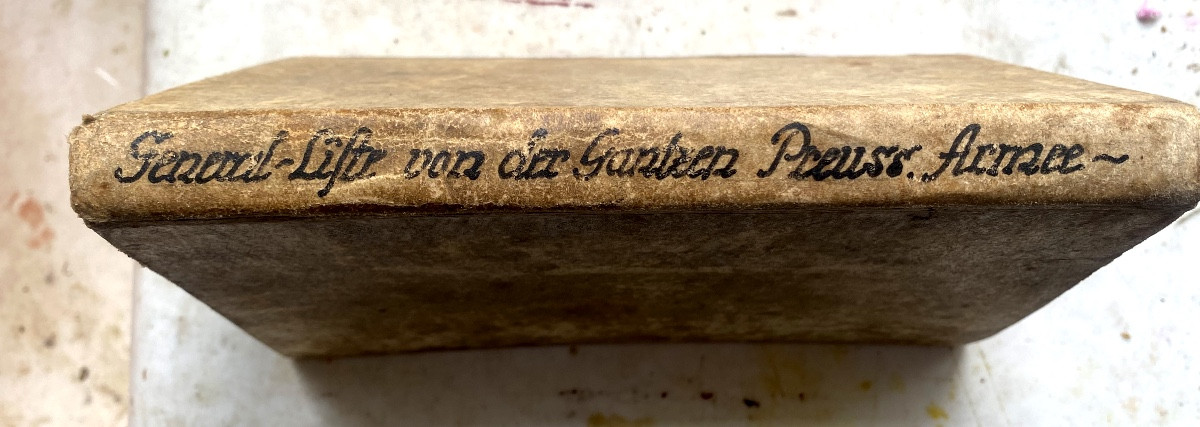 General-Liste von der Gantzen Preuss. Armee~